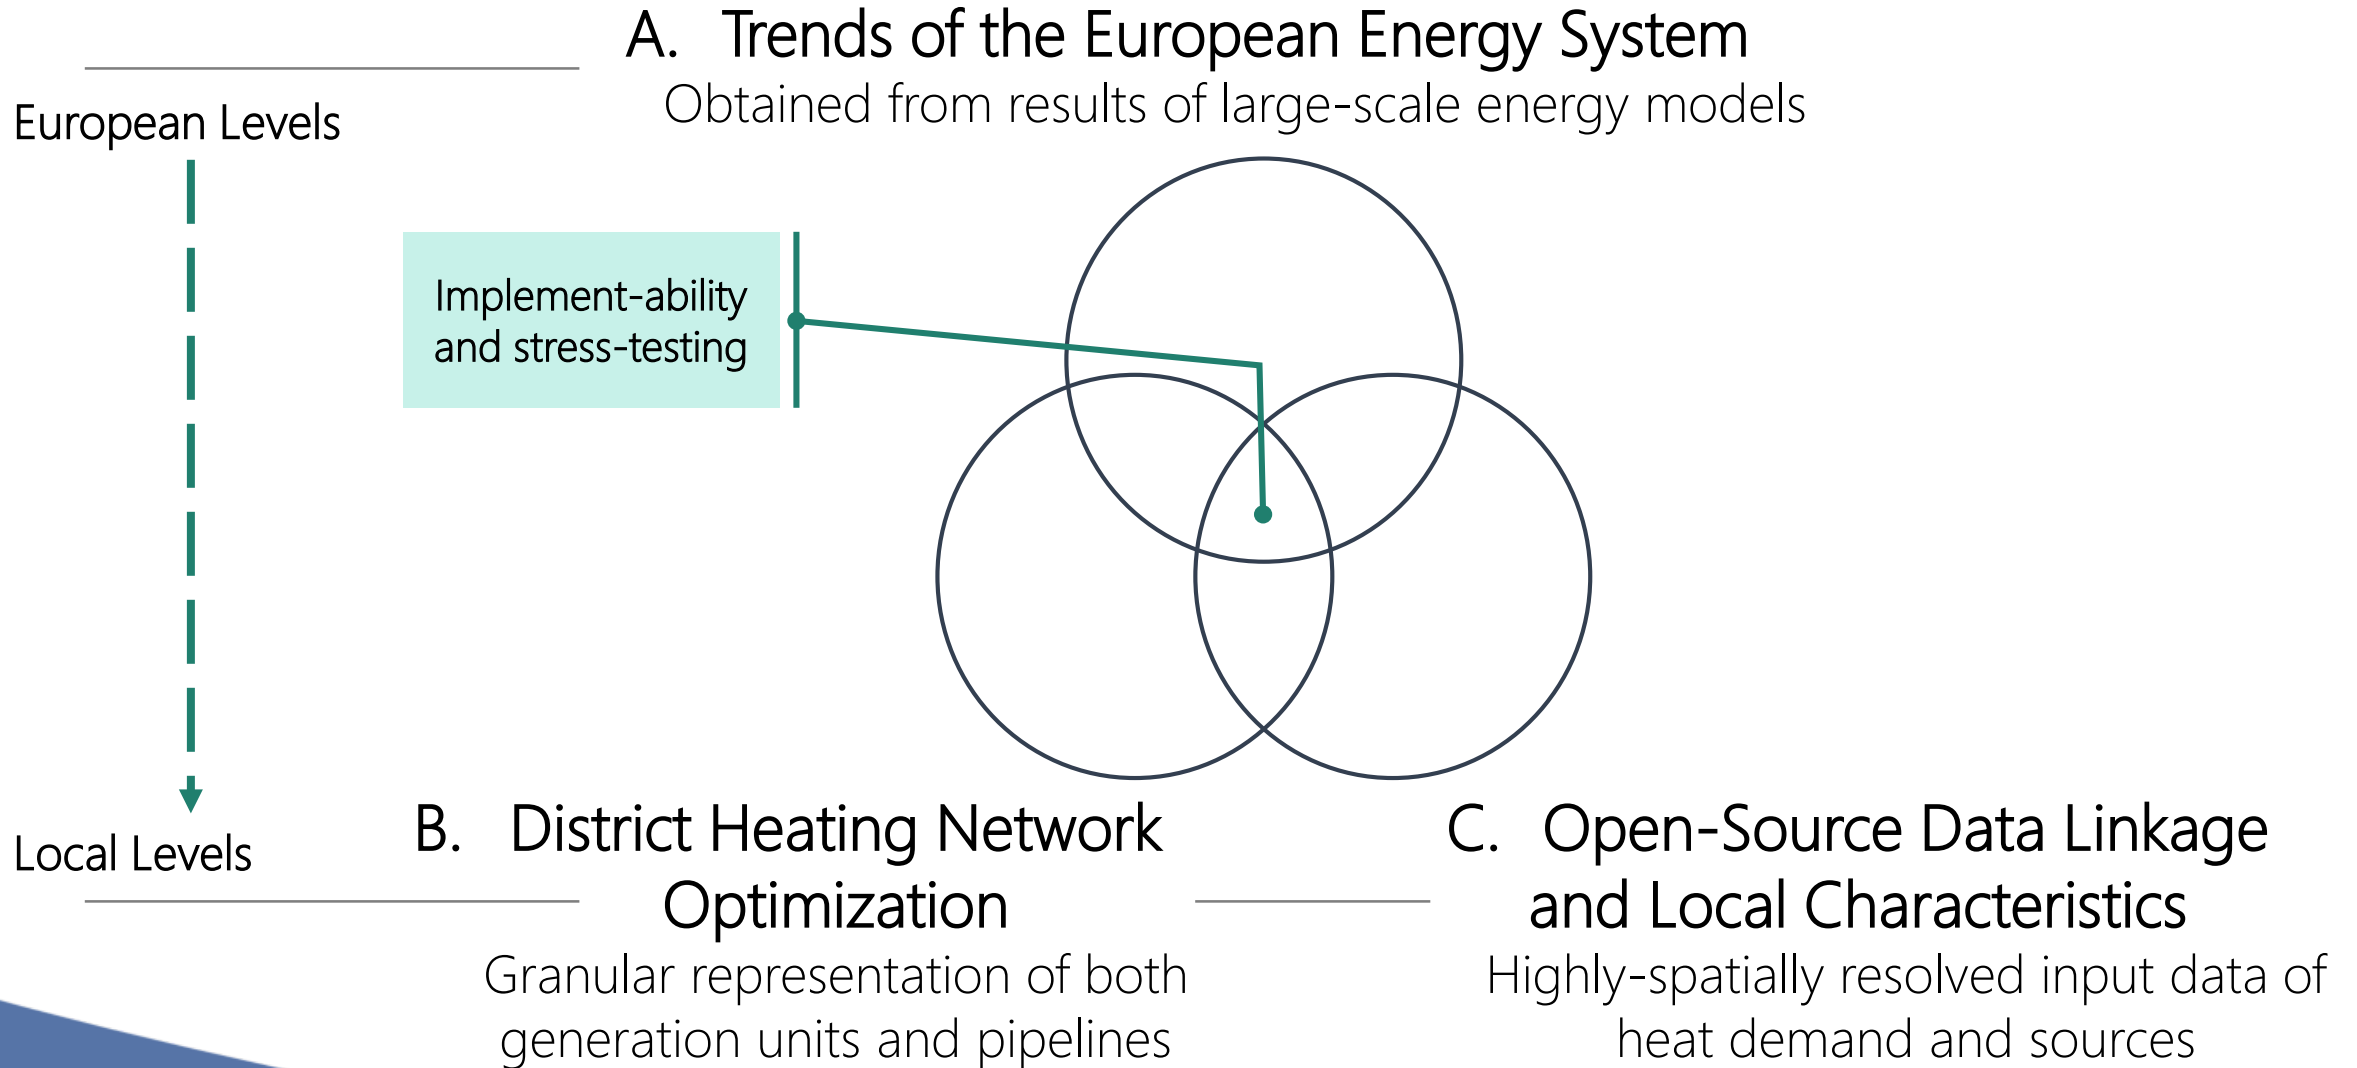 A. Trends of the European Energy System
Obtained from results of large-scale energy models
European Levels
Implement-ability
and stress-testing
Local Levels
B. District Heating Network
Optimization
Granular representation of both
generation units and pipelines
C. Open-Source Data Linkage
and Local Characteristics
Highly-spatially resolved input data of
heat demand and sources